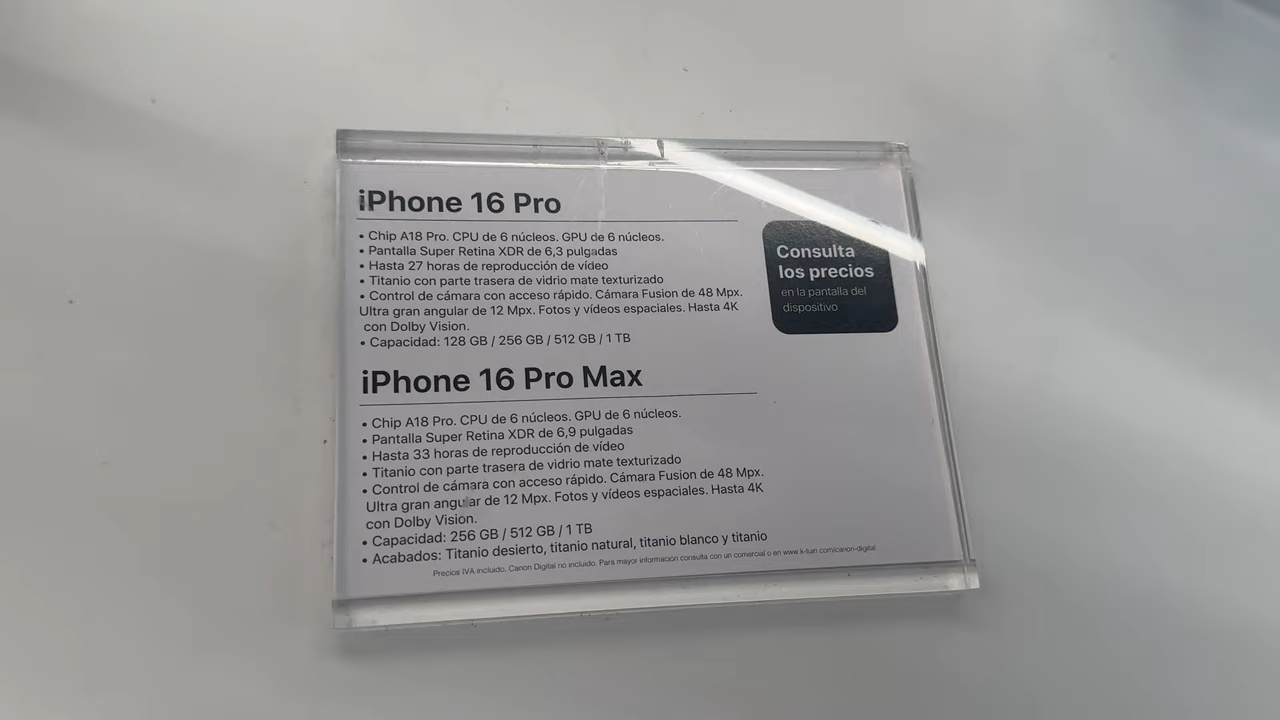 iPhone 16 Pro
• Chip A18 Pro. CPU de 6 núcleos. GPU de 6 núcleos.
• Pantalla Super Retina XDR de 6,3 pulgadas
• Hasta 27 horas de reproducción de vídeo
• Titanio con parte trasera de vidrio mate texturizado
• Control de cámara con acceso rápido. Cámara Fusion de 48 Mpx.
Ultra gran angular de 12 Mpx. Fotos y vídeos espaciales. Hasta 4K
con Dolby Vision.
• Capacidad: 128 GB / 256 GB / 512 GB / 1 TB
Consulta
los precios
en la pantalla del
dispositivo
iPhone 16 Pro Max
• Chip A18 Pro. CPU de 6 núcleos. GPU de 6 núcleos.
• Pantalla Super Retina XDR de 6,9 pulgadas
• Hasta 33 horas de reproducción de vídeo
• Titanio con parte trasera de vidrio mate texturizado
• Control de cámara con acceso rápido. Cámara Fusion de 48 Mpx.
Ultra gran angular de 12 Mpx. Fotos y vídeos espaciales. Hasta 4K
con Dolby Vision.
• Capacidad: 256 GB / 512 GB / 1 TB
• Acabados: Titanio desierto, titanio natural, titanio blanco y titanio
Precios IVA incluido. Canon Digital no incluido. Para mayor información consulta con un comercial o en www.k-tuin.com/canon-digital